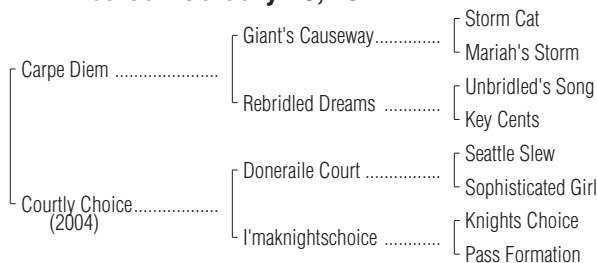 Giant's Causeway.............
Storm Cat
Mariah's Storm
Carpe Diem .....................
Rebridled Dreams ...........
Unbridled's Song
Key Cents
Doneraile Court ...............
Seattle Slew
Sophisticated Girl
Courtly Choice.................
(2004)
I'maknightschoice ...........
Knights Choice
Pass Formation